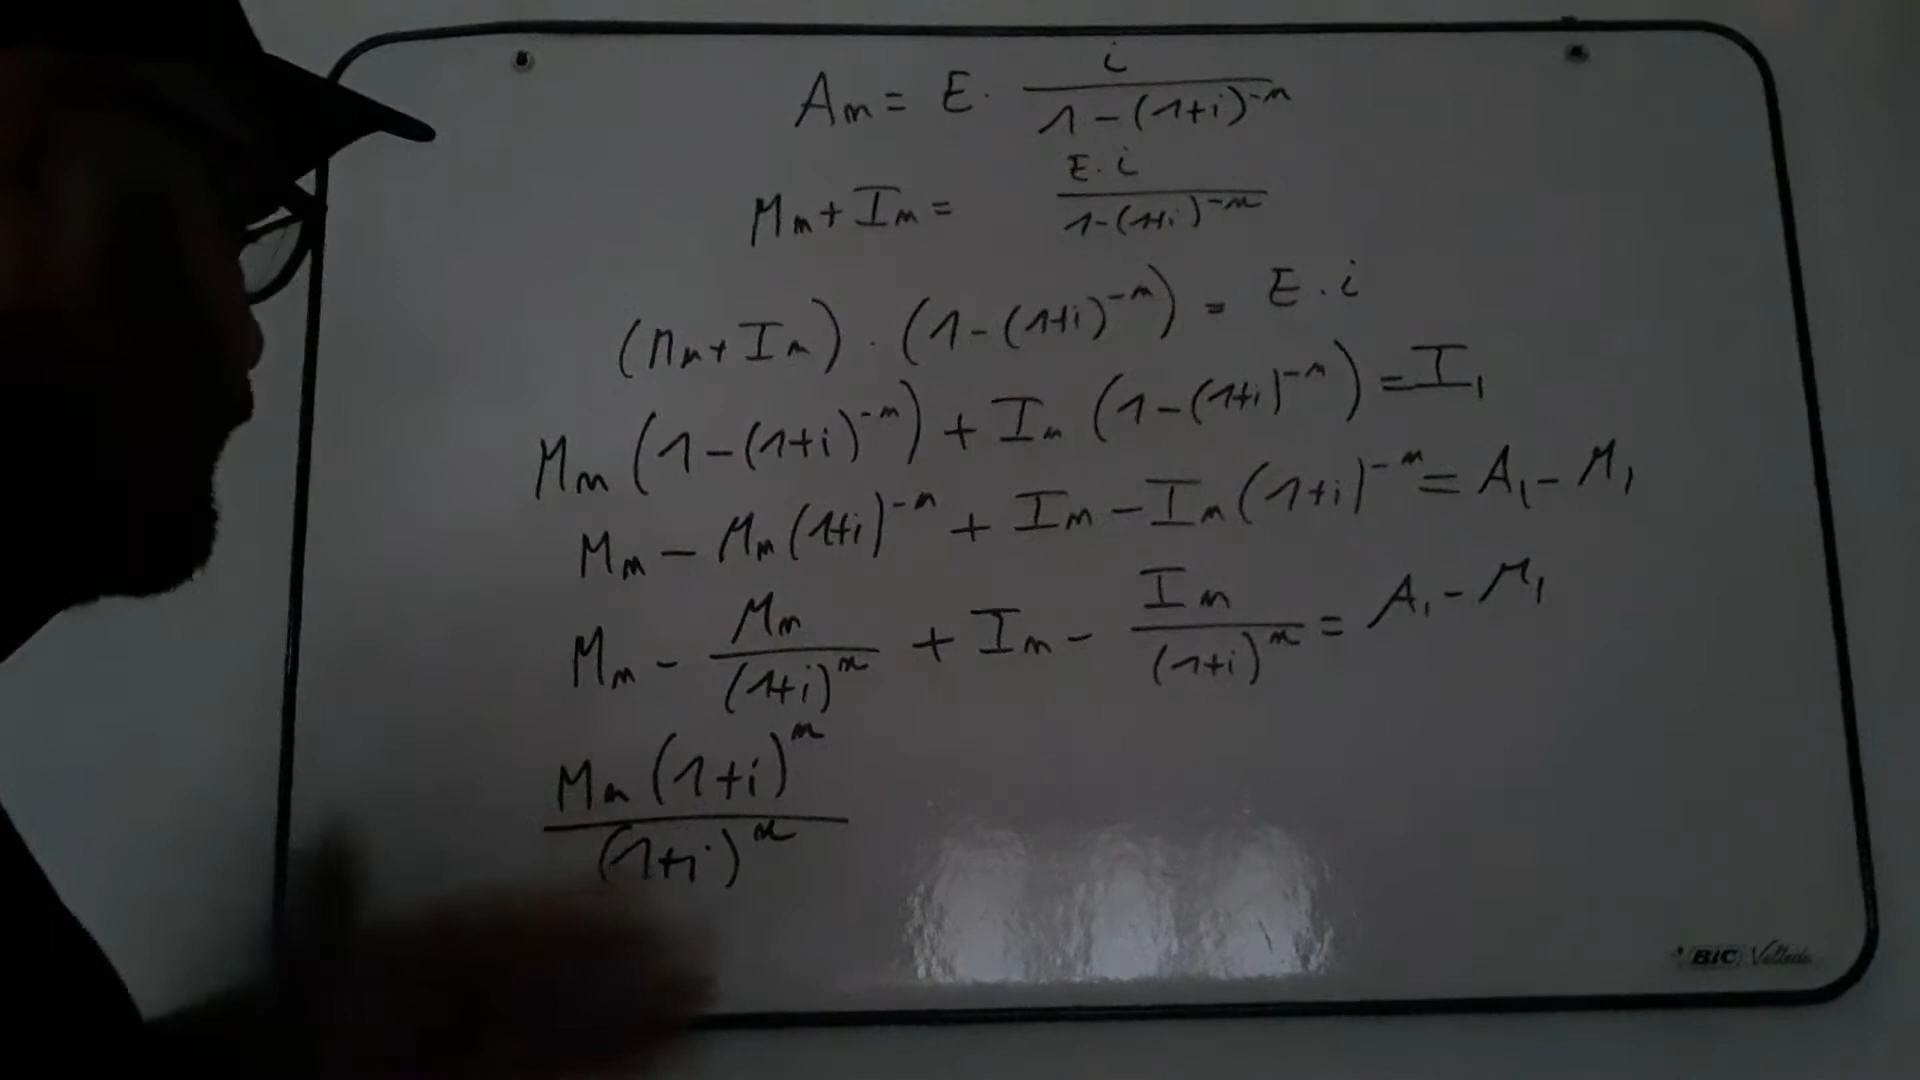 Am = E. i / 1-(1+i)^-n
Mm + Im = E.i / 1-(1+i)^-n
(Mm + Im) . (1-(1+i)^-n) = E.i
Mm (1-(1+i)^-n) + Im (1-(1+i)^-n) = I1
Mm - Mm(1+i)^-n + Im - Im(1+i)^-n = A1 - M1
Mm - Mm / (1+i)^n + Im - Im / (1+i)^n = A1 - M1
Mm (1+i)^n / (1+i)^n
BIC Velleda